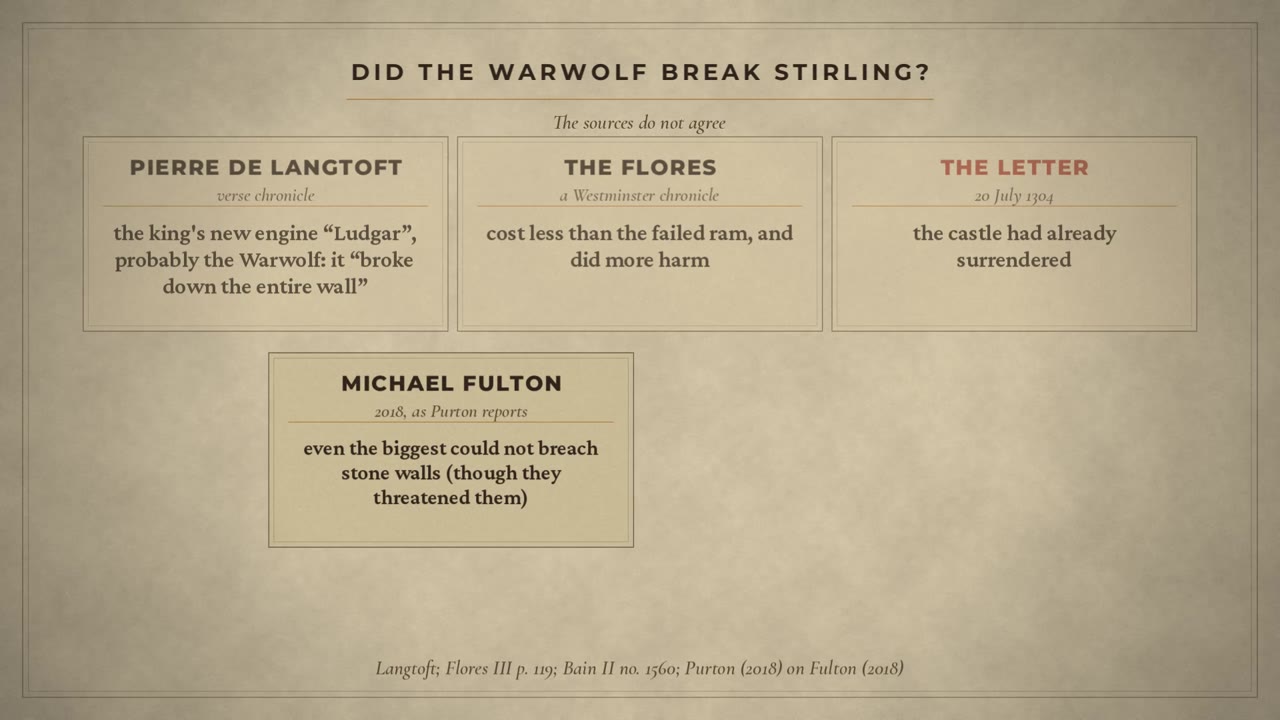 DID THE WARWOLF BREAK STIRLING?
The sources do not agree
PIERRE DE LANGTOFT
verse chronicle
the king's new engine “Ludgar”,
probably the Warwolf: it “broke
down the entire wall”
THE FLORES
a Westminster chronicle
cost less than the failed ram, and
did more harm
THE LETTER
20 July 1304
the castle had already
surrendered
MICHAEL FULTON
2018, as Purton reports
even the biggest could not breach
stone walls (though they
threatened them)
Langtoft; Flores III p. 119; Bain II no. 1560; Purton (2018) on Fulton (2018)